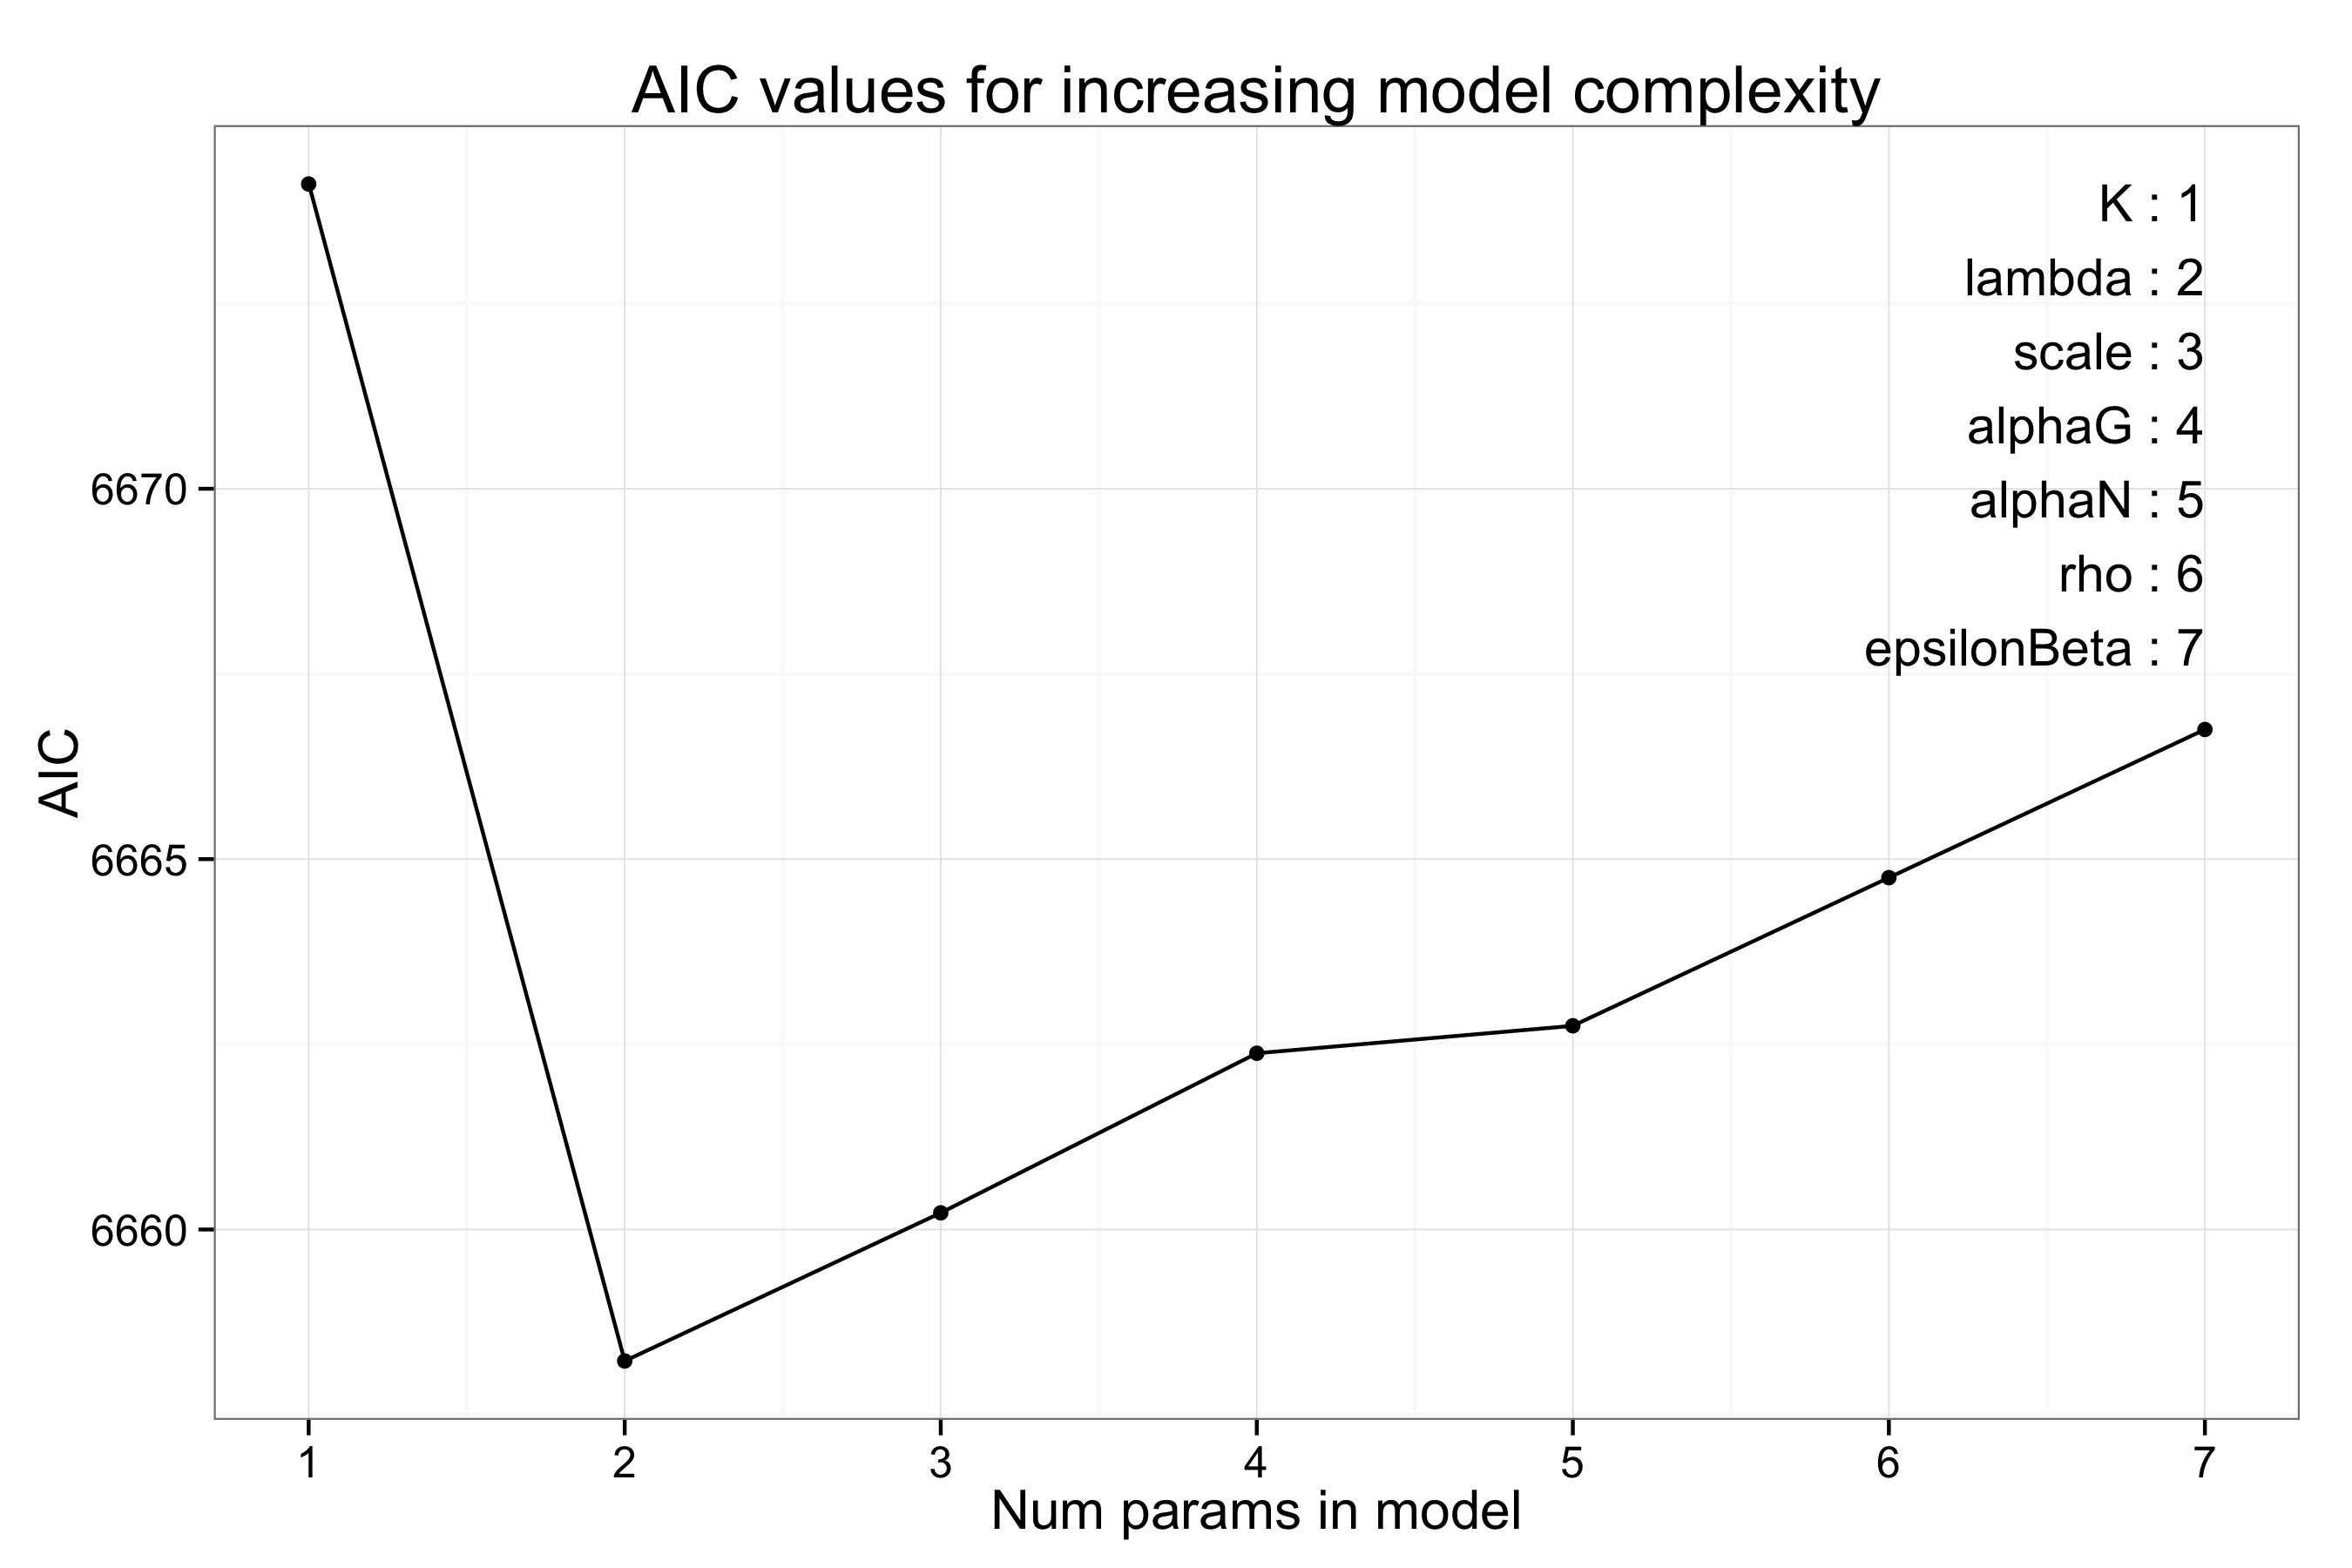 AIC values for increasing model complexity
K : 1
lambda : 2
scale : 3
alphaG : 4
alphaN : 5
rho : 6
epsilonBeta : 7
AIC
6670
6665
6660
1 2 3 4 5 6 7
Num params in model